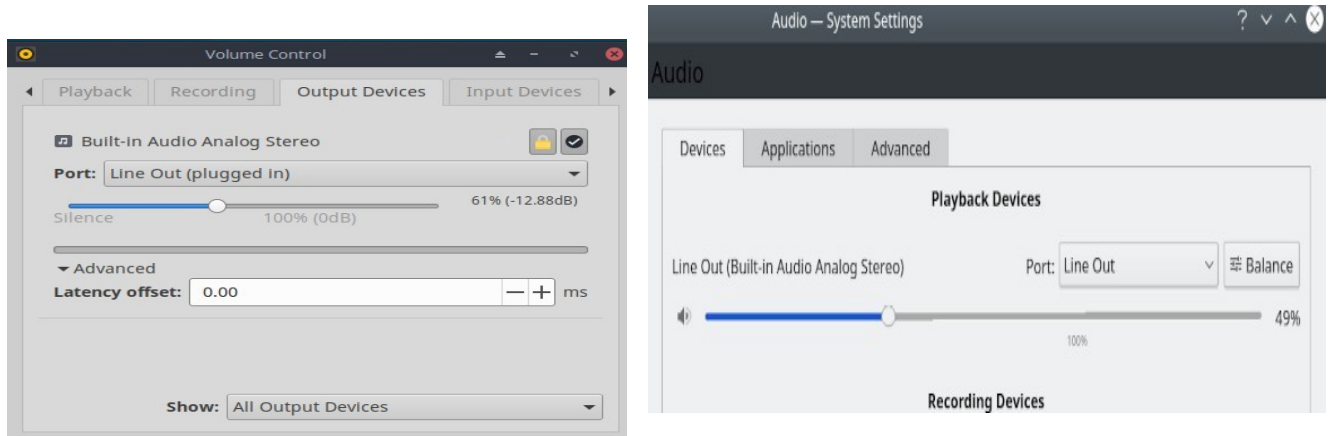 Volume Control
Playback Recording Output Devices Input Devices
Built-in Audio Analog Stereo
Port: Line Out (plugged in)
61% (-12.88dB)
Silence 100% (0dB)
Advanced
Latency offset: 0.00 ms
Show: All Output Devices
Audio — System Settings
Audio
Devices Applications Advanced
Playback Devices
Line Out (Built-in Audio Analog Stereo) Port: Line Out Balance
49%
100%
Recording Devices